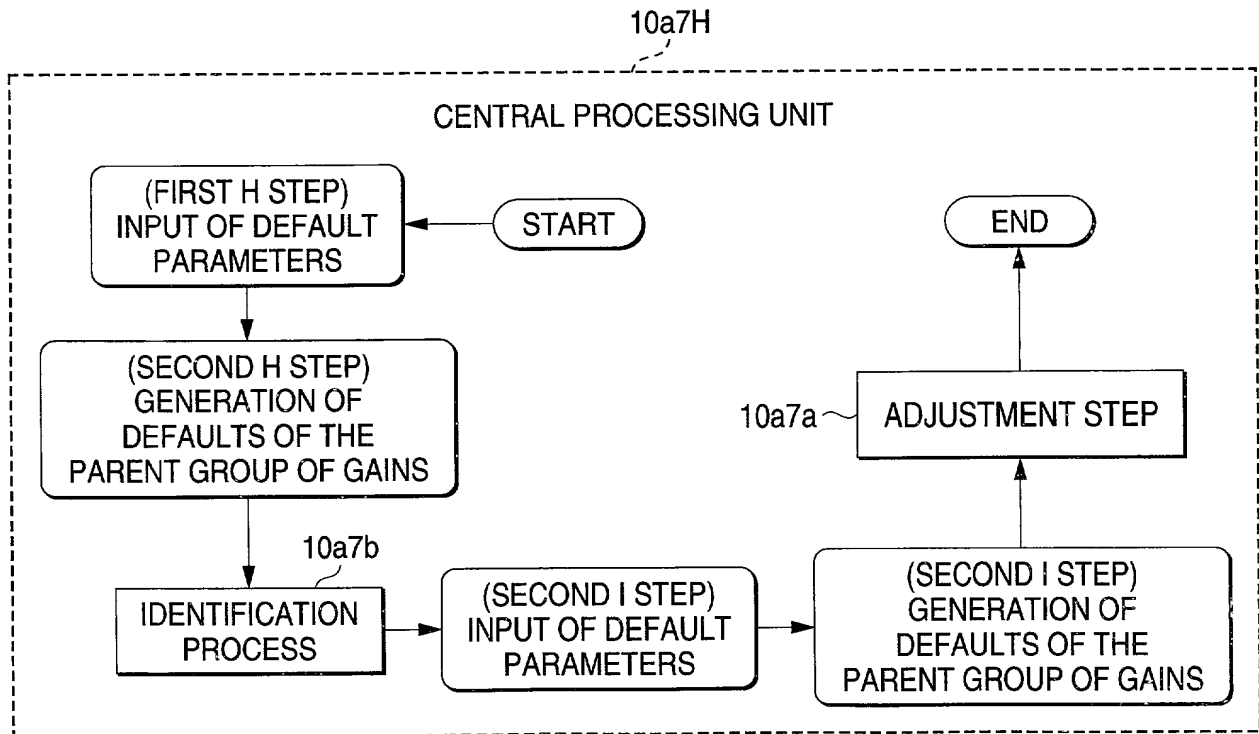 10a7H
CENTRAL PROCESSING UNIT
(FIRST H STEP)
INPUT OF DEFAULT
PARAMETERS
START
END
(SECOND H STEP)
GENERATION OF
DEFAULTS OF THE
PARENT GROUP OF GAINS
10a7a
ADJUSTMENT STEP
10a7b
IDENTIFICATION
PROCESS
(SECOND I STEP)
INPUT OF DEFAULT
PARAMETERS
(SECOND I STEP)
GENERATION OF
DEFAULTS OF THE
PARENT GROUP OF GAINS